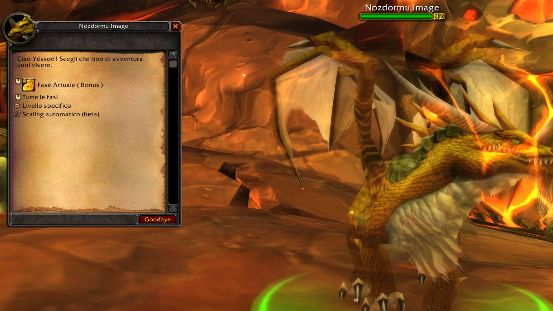 Nozdormu Image
Nozdormu Image
Ciao Yessod! Scegli che tipo di avventura
vuoi vivere.
Fase Attuale ( Bonus )
Tutte le fasi
Livello specifico
Scaling automatico (beta)
Goodbye